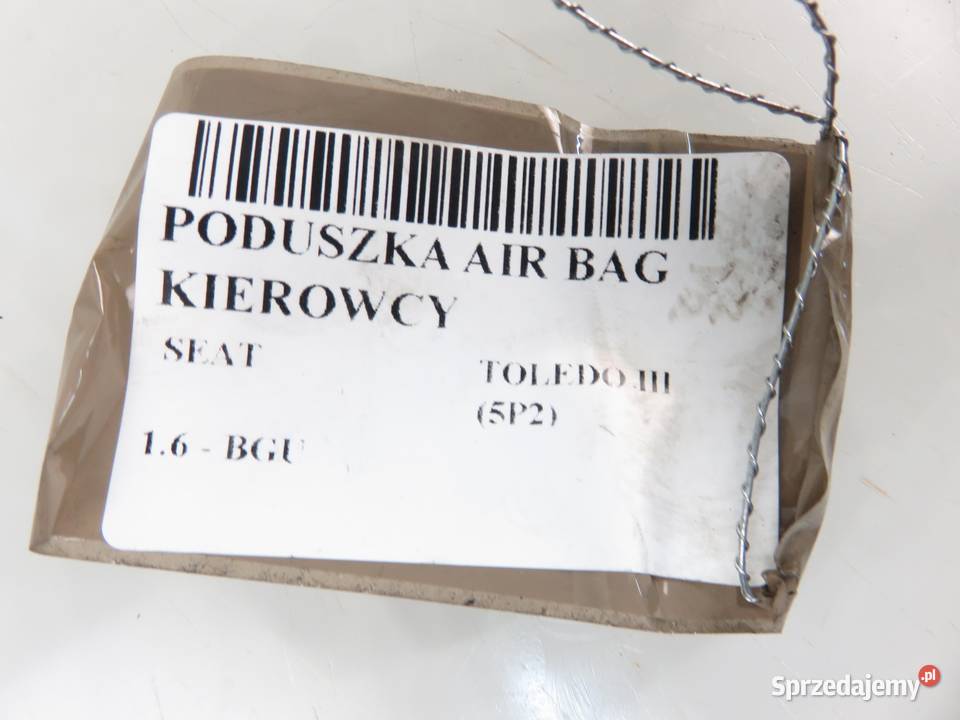 PODUSZKA AIR BAG
KIEROWCY
SEAT
TOLEDO III
(5P2)
1.6 - BGU
Sprzedajemy.pl